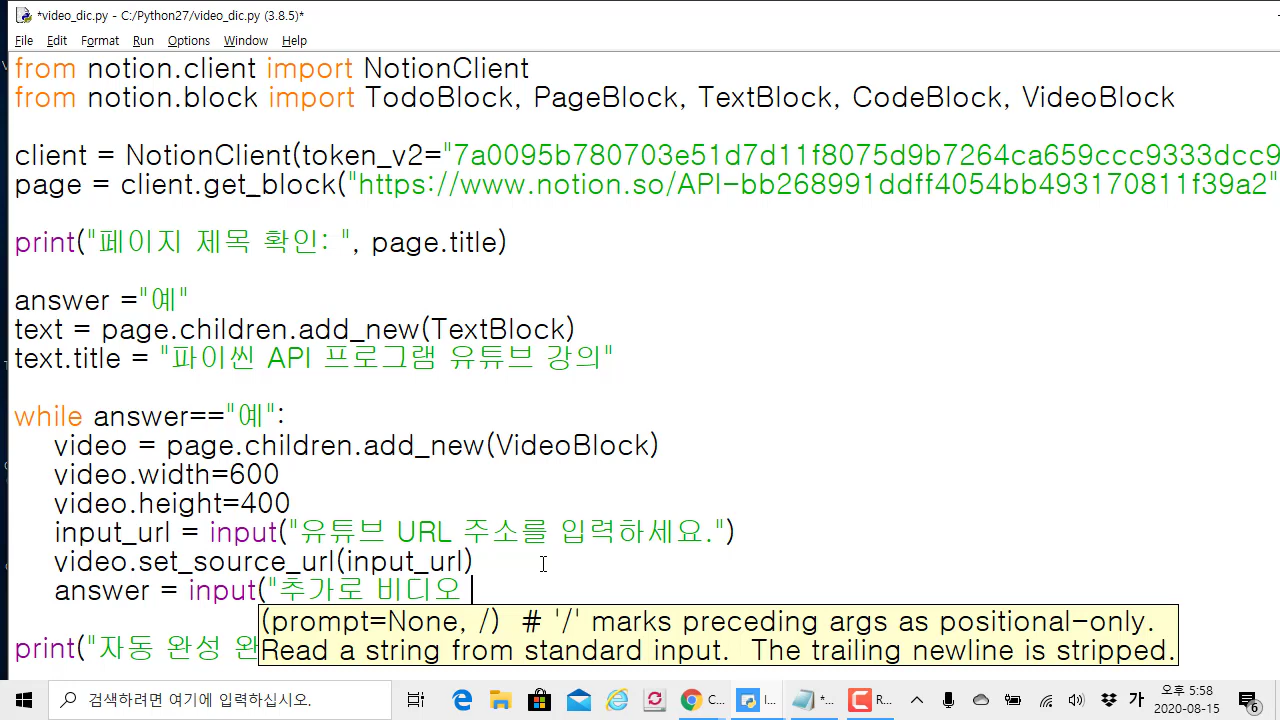 *video_dic.py - C:/Python27/video_dic.py (3.8.5)*
File Edit Format Run Options Window Help
from notion.client import NotionClient
from notion.block import TodoBlock, PageBlock, TextBlock, CodeBlock, VideoBlock
client = NotionClient(token_v2="7a0095b780703e51d7d11f8075d9b7264ca659ccc9333dcc9
page = client.get_block("https://www.notion.so/API-bb268991ddff4054bb493170811f39a2"
print("페이지 제목 확인: ", page.title)
answer ="예"
text = page.children.add_new(TextBlock)
text.title = "파이씬 API 프로그램 유튜브 강의"
while answer=="예":
video = page.children.add_new(VideoBlock)
video.width=600
video.height=400
input_url = input("유튜브 URL 주소를 입력하세요.")
video.set_source_url(input_url)
answer = input("추가로 비디오
(prompt=None, /) # '/' marks preceding args as positional-only.
print("자동 완성 완
Read a string from standard input. The trailing newline is stripped.
검색하려면 여기에 입력하십시오.
C... I... *... R... 가 오후 5:58
2020-08-15 6